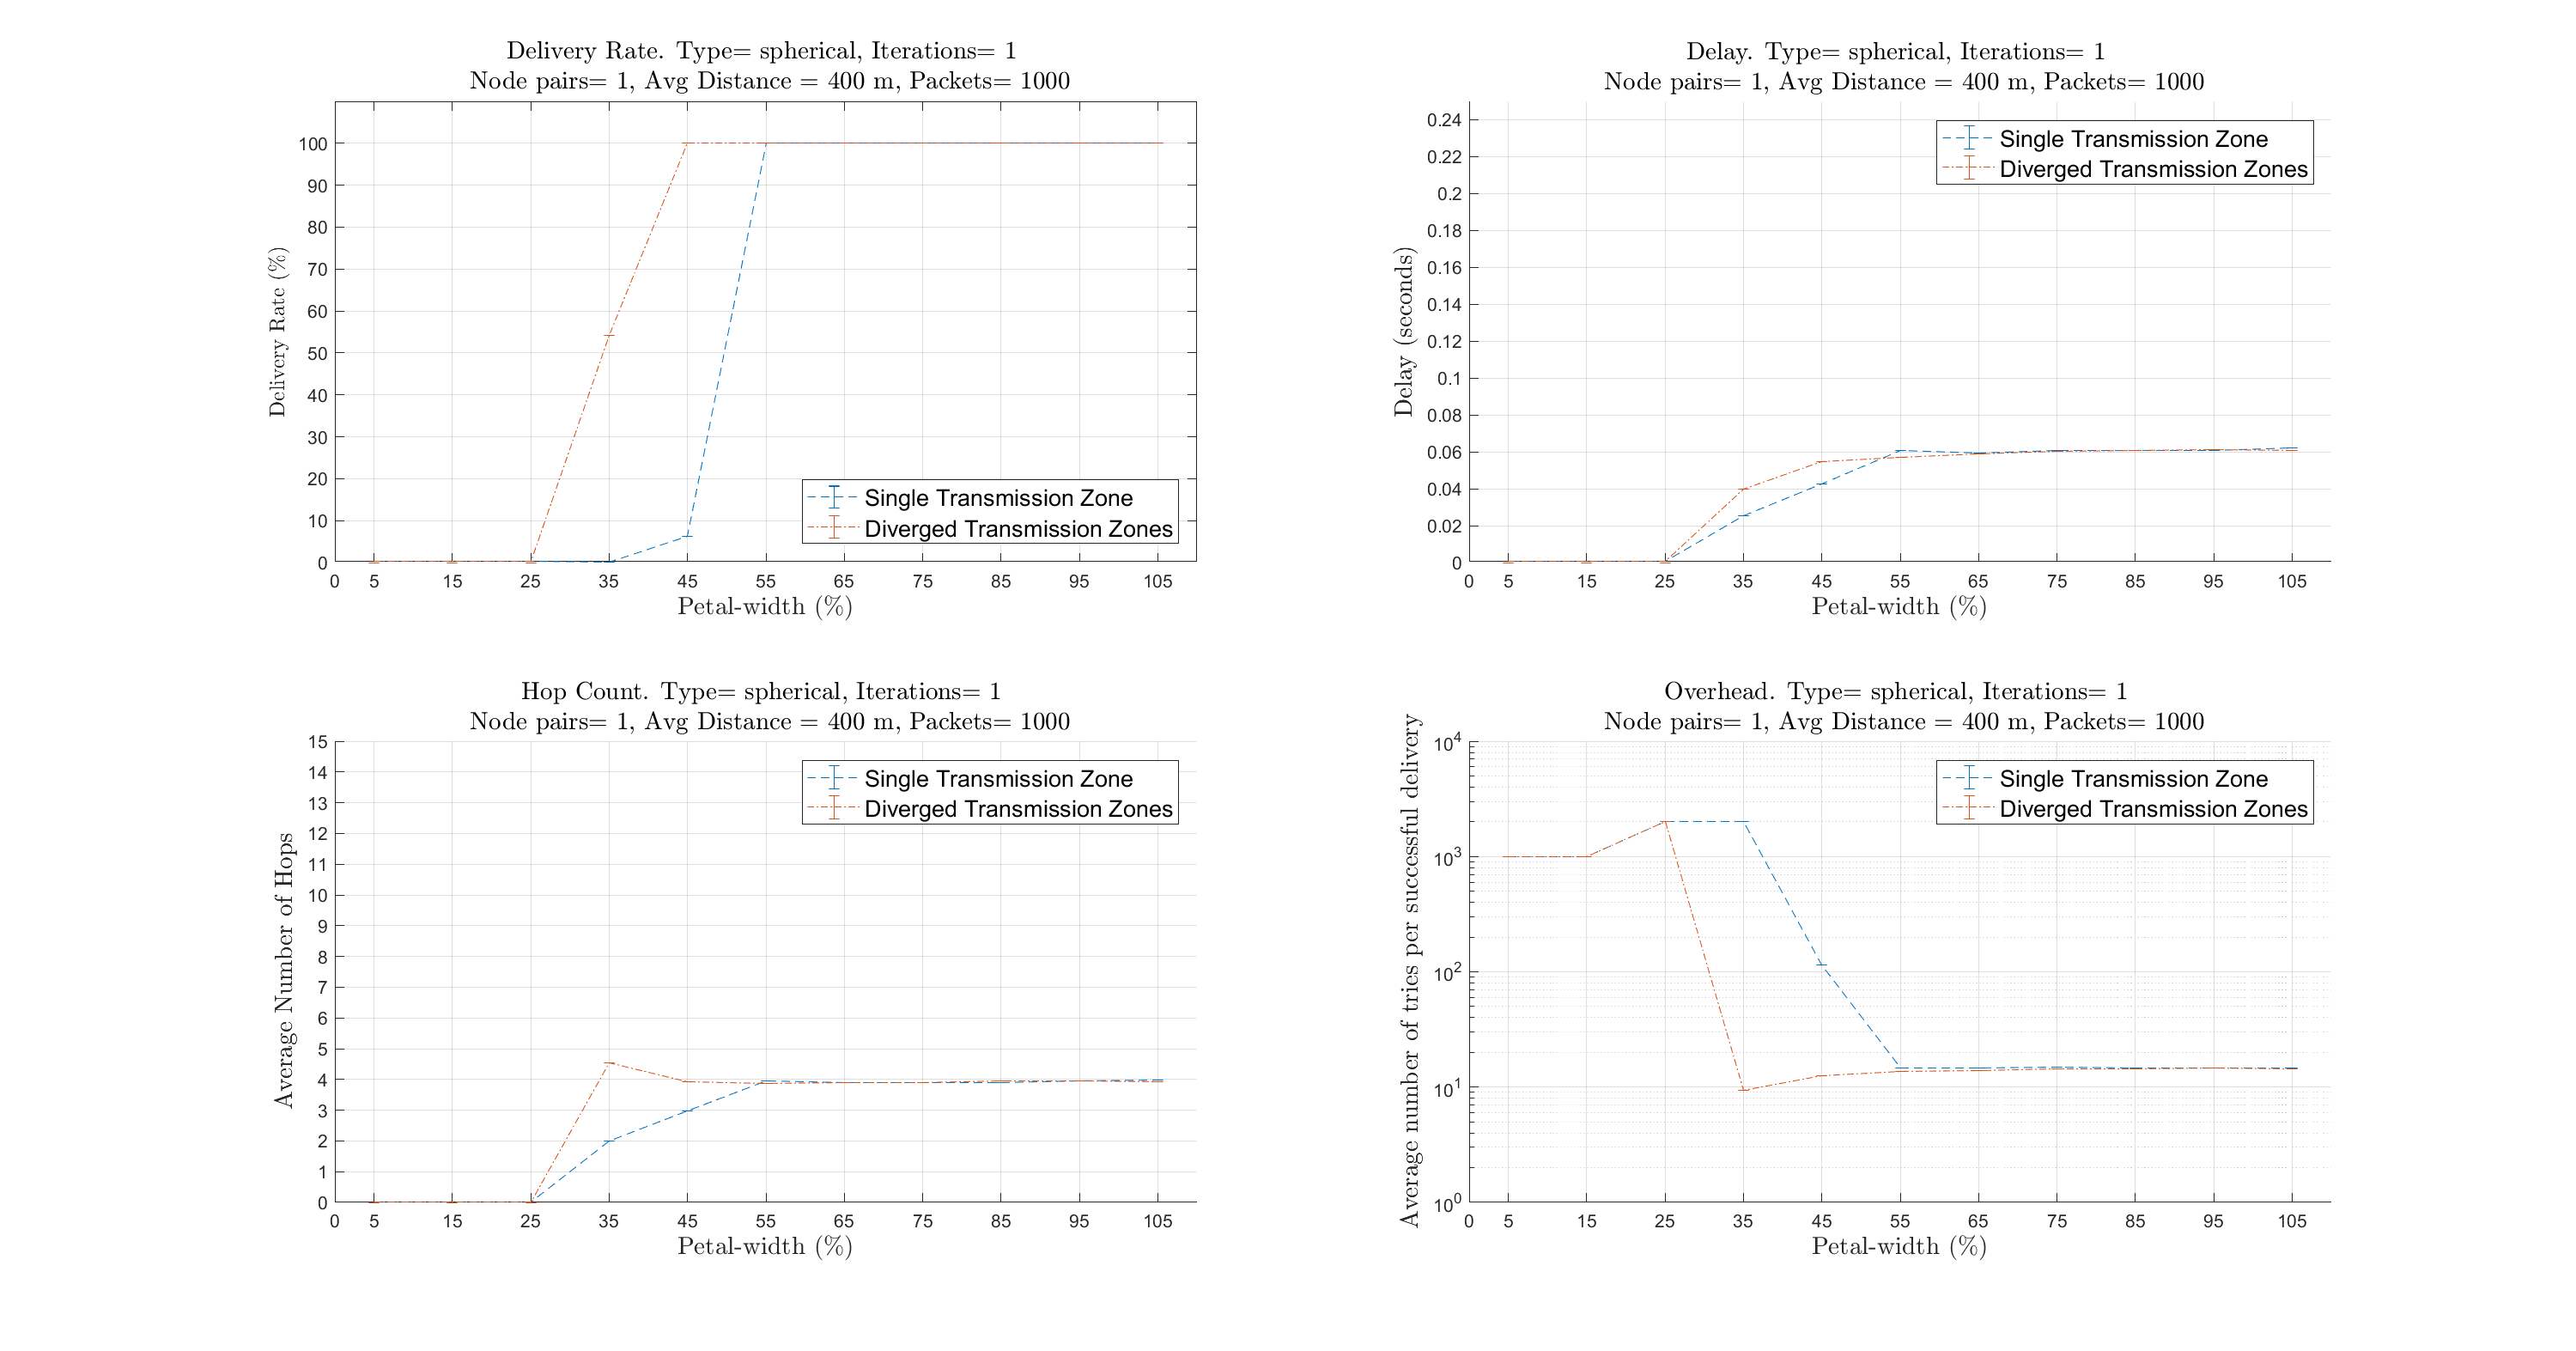 Delivery Rate. Type= spherical, Iterations= 1
Node pairs= 1, Avg Distance = 400 m, Packets= 1000
Delivery Rate (%)
100
90
80
70
60
50
40
30
20
10
0
Single Transmission Zone
Diverged Transmission Zones
0 5 15 25 35 45 55 65 75 85 95 105
Petal-width (%)
Delay. Type= spherical, Iterations= 1
Node pairs= 1, Avg Distance = 400 m, Packets= 1000
Delay (seconds)
0.24
0.22
0.2
0.18
0.16
0.14
0.12
0.1
0.08
0.06
0.04
0.02
0
Single Transmission Zone
Diverged Transmission Zones
0 5 15 25 35 45 55 65 75 85 95 105
Petal-width (%)
Hop Count. Type= spherical, Iterations= 1
Node pairs= 1, Avg Distance = 400 m, Packets= 1000
Average Number of Hops
15
14
13
12
11
10
9
8
7
6
5
4
3
2
1
0
Single Transmission Zone
Diverged Transmission Zones
0 5 15 25 35 45 55 65 75 85 95 105
Petal-width (%)
Overhead. Type= spherical, Iterations= 1
Node pairs= 1, Avg Distance = 400 m, Packets= 1000
Average number of tries per successful delivery
10^4
10^3
10^2
10^1
10^0
Single Transmission Zone
Diverged Transmission Zones
0 5 15 25 35 45 55 65 75 85 95 105
Petal-width (%)